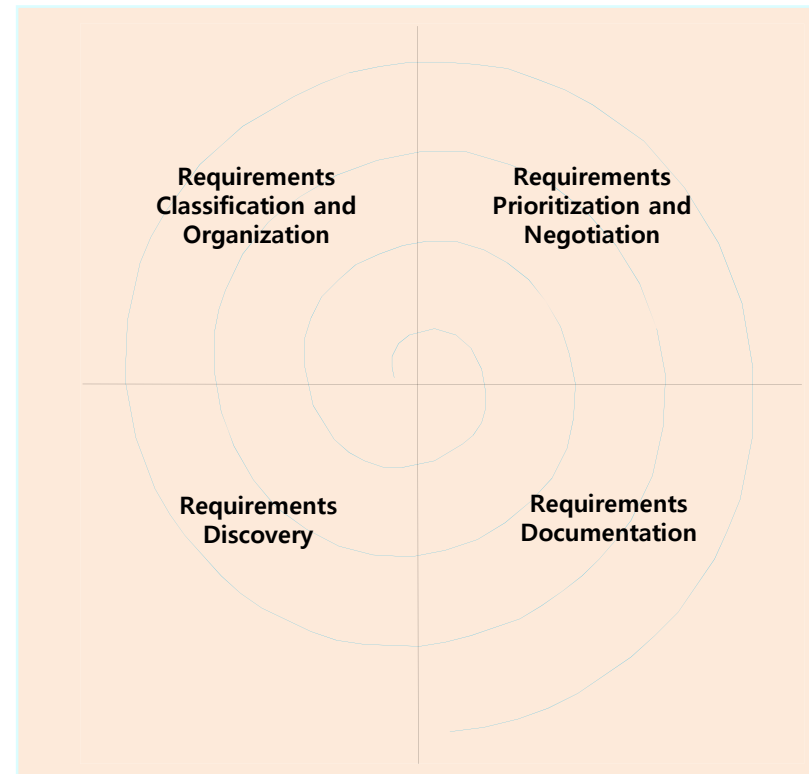 Requirements
Classification and
Organization
Requirements
Prioritization and
Negotiation
Requirements
Discovery
Requirements
Documentation